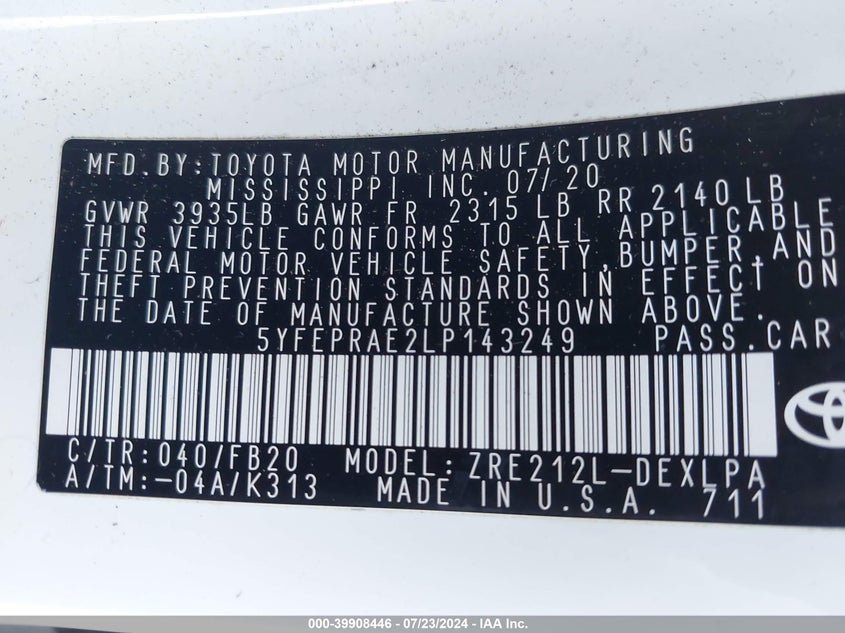 MFD.BY:TOYOTA MOTOR MANUFACTURING
MISSISSIPPI INC. 07/20
GVWR 3935LB GAWR FR 2315 LB RR 2140 LB
THIS VEHICLE CONFORMS TO ALL APPLICABLE
FEDERAL MOTOR VEHICLE SAFETY,BUMPER,AND
THEFT PREVENTION STANDARDS IN EFFECT ON
THE DATE OF MANUFACTURE SHOWN ABOVE.
5YFEPRAE2LP143249 PASS.CAR
C/TR:040/FB20 MODEL:ZRE212L-DEXLPA
A/TM:-04A/K313 MADE IN U.S.A. 711
000-39908446 - 07/23/2024 - IAA Inc.